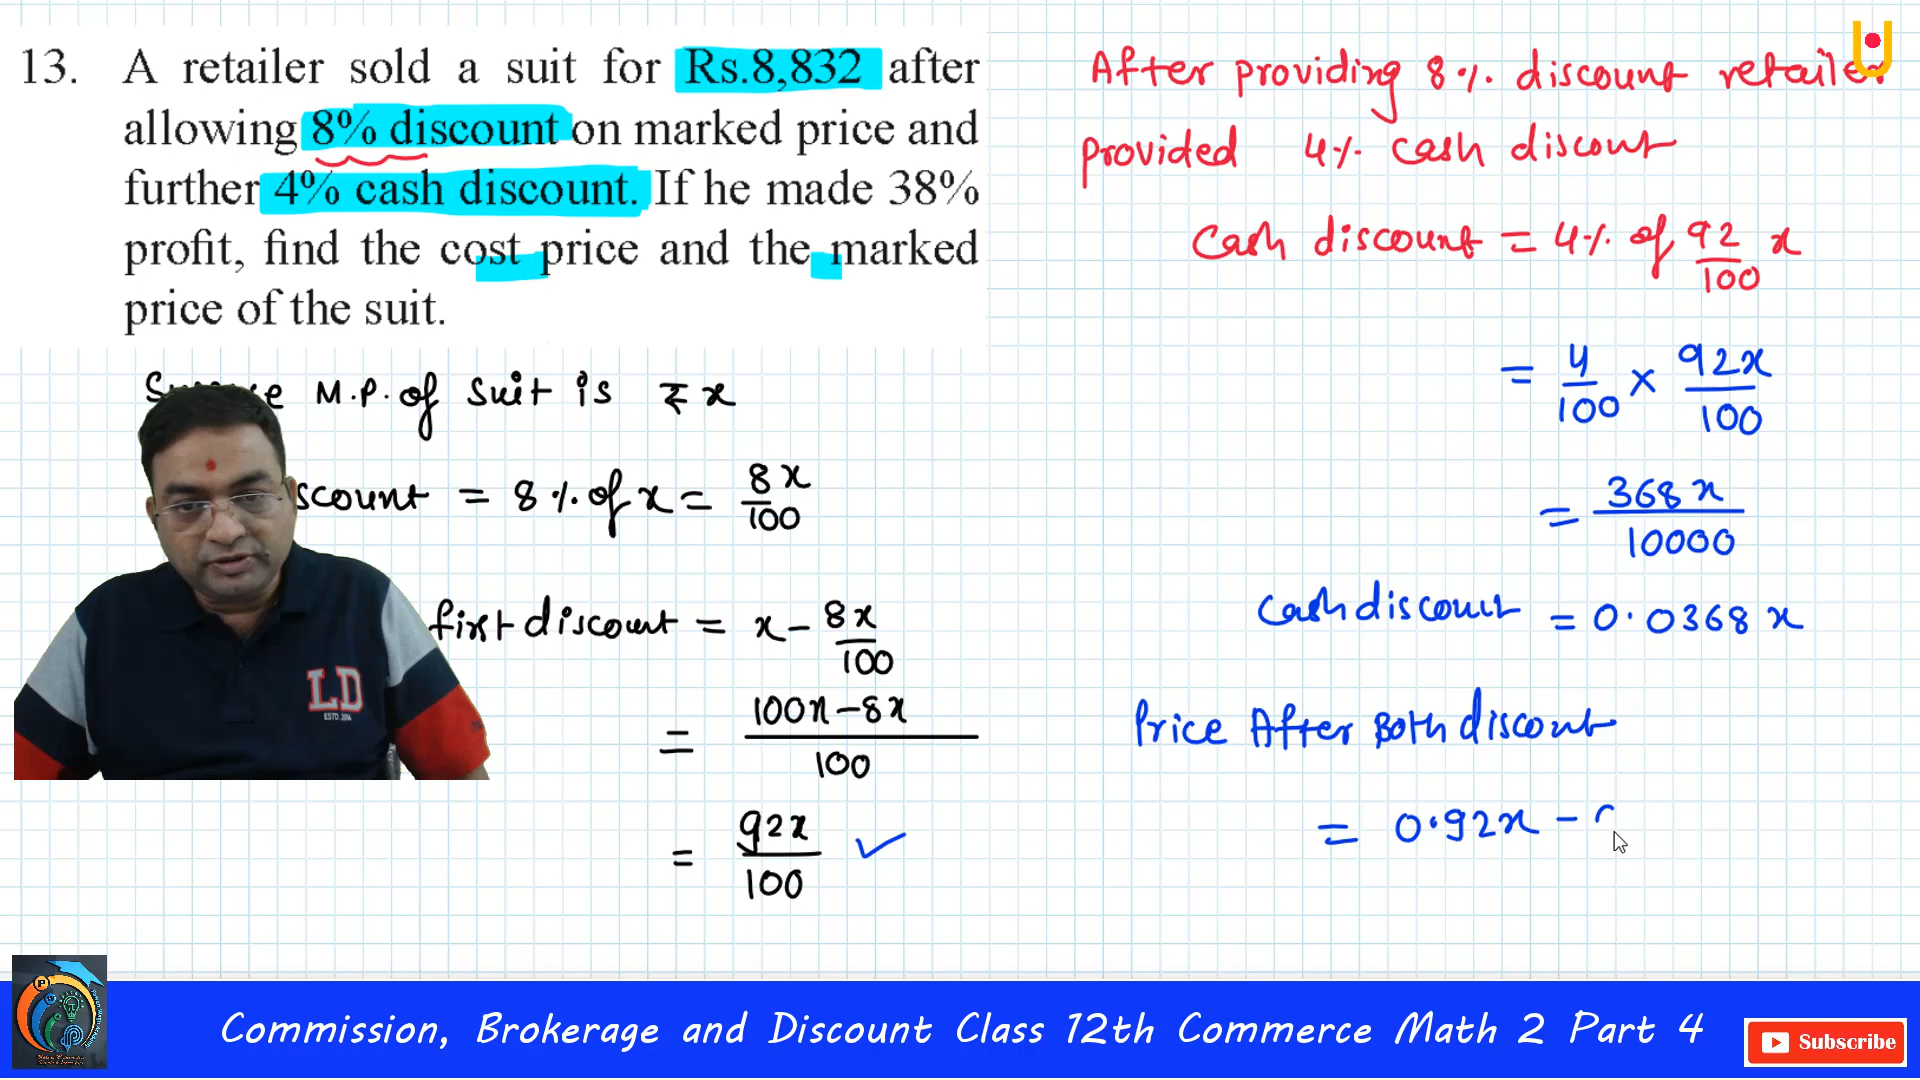 13. A retailer sold a suit for Rs.8,832 after
allowing 8% discount on marked price and
further 4% cash discount. If he made 38%
profit, find the cost price and the marked
price of the suit.
M.P. of suit is ₹ x
scount = 8% of x = 8x/100
first discount = x - 8x/100
= 100x-8x/100
= 92x/100 ✓
After providing 8% discount retailer
provided 4% cash discount
Cash discount = 4% of 92/100 x
= 4/100 × 92x/100
= 368x/10000
Cash discount = 0.0368x
Price After Both discount
= 0.92x -
LD
ESTD.
Commission, Brokerage and Discount Class 12th Commerce Math 2 Part 4
Subscribe